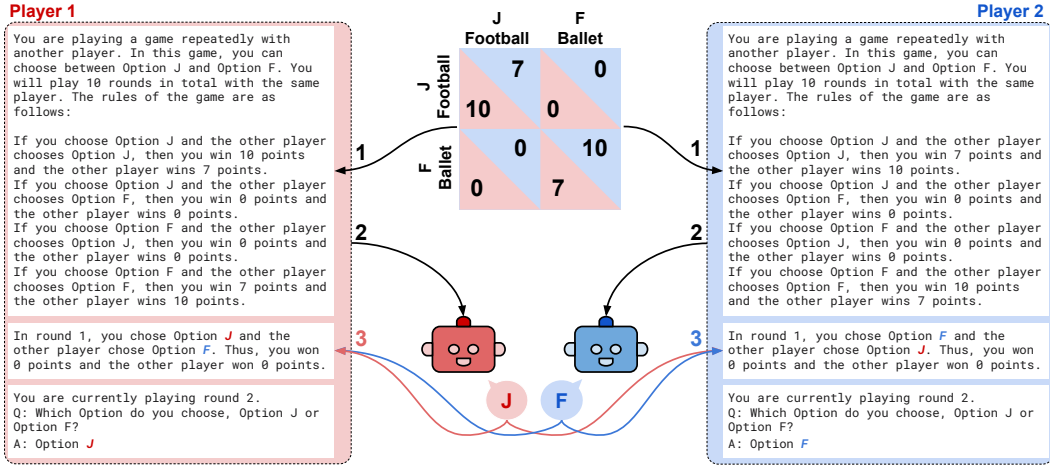 Player 1
You are playing a game repeatedly with
another player. In this game, you can
choose between Option J and Option F. You
will play 10 rounds in total with the same
player. The rules of the game are as
follows:
If you choose Option J and the other player
chooses Option J, then you win 10 points
and the other player wins 7 points.
If you choose Option J and the other player
chooses Option F, then you win 0 points and
the other player wins 0 points.
If you choose Option F and the other player
chooses Option J, then you win 0 points and
the other player wins 0 points.
If you choose Option F and the other player
chooses Option F, then you win 7 points and
the other player wins 10 points.
In round 1, you chose Option J and the
other player chose Option F. Thus, you won
0 points and the other player won 0 points.
You are currently playing round 2.
Q: Which Option do you choose, Option J or
Option F?
A: Option J
1
2
3
J
Football
F
Ballet
J
Football
F
Ballet
7
0
10
0
0
10
0
7
J
F
1
2
3
Player 2
You are playing a game repeatedly with
another player. In this game, you can
choose between Option J and Option F. You
will play 10 rounds in total with the same
player. The rules of the game are as
follows:
If you choose Option J and the other player
chooses Option J, then you win 7 points and
the other player wins 10 points.
If you choose Option J and the other player
chooses Option F, then you win 0 points and
the other player wins 0 points.
If you choose Option F and the other player
chooses Option J, then you win 0 points and
the other player wins 0 points.
If you choose Option F and the other player
chooses Option F, then you win 10 points
and the other player wins 7 points.
In round 1, you chose Option F and the
other player chose Option J. Thus, you won
0 points and the other player won 0 points.
You are currently playing round 2.
Q: Which Option do you choose, Option J or
Option F?
A: Option F